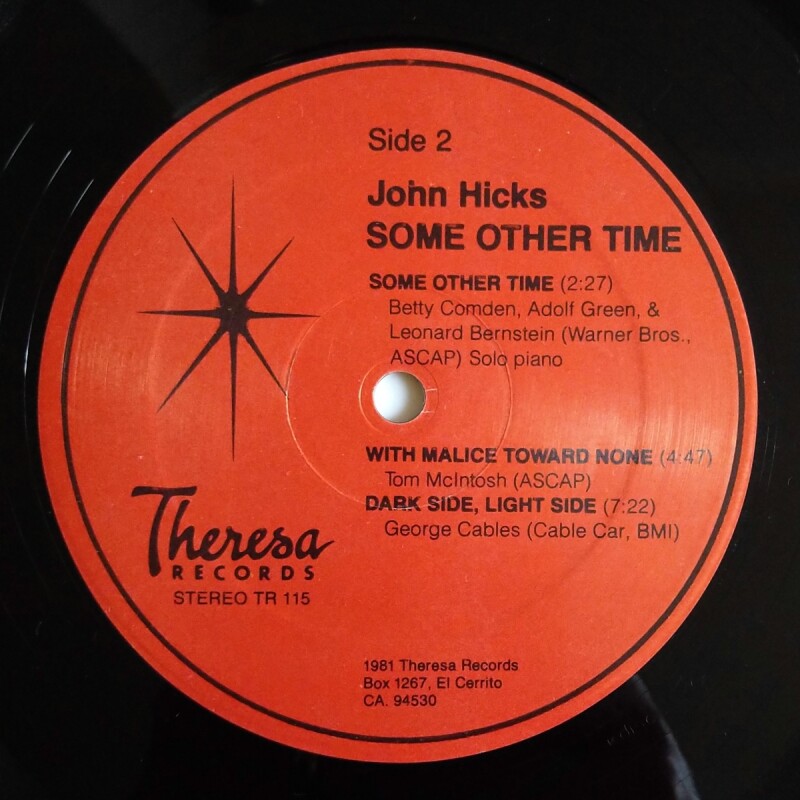 Side 2
John Hicks
SOME OTHER TIME
SOME OTHER TIME (2:27)
Betty Comden, Adolf Green, &
Leonard Bernstein (Warner Bros.,
ASCAP) Solo piano
WITH MALICE TOWARD NONE (4:47)
Tom McIntosh (ASCAP)
DARK SIDE, LIGHT SIDE (7:22)
George Cables (Cable Car, BMI)
Theresa
RECORDS
STEREO TR 115
1981 Theresa Records
Box 1267, El Cerrito
CA. 94530